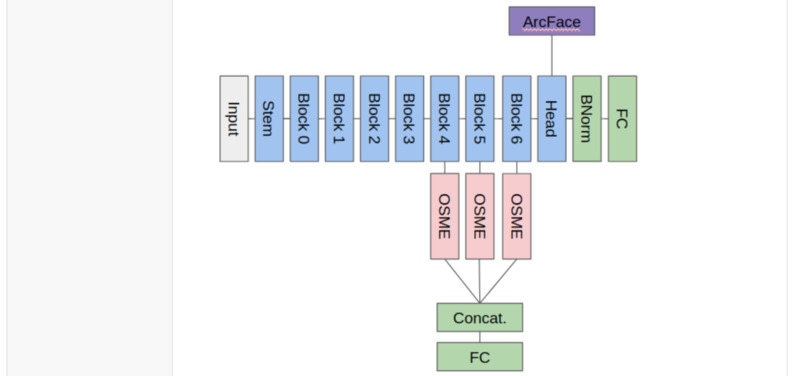 ArcFace
Input
Stem
Block 0
Block 1
Block 2
Block 3
Block 4
Block 5
Block 6
Head
BNorm
FC
OSME
OSME
OSME
Concat.
FC